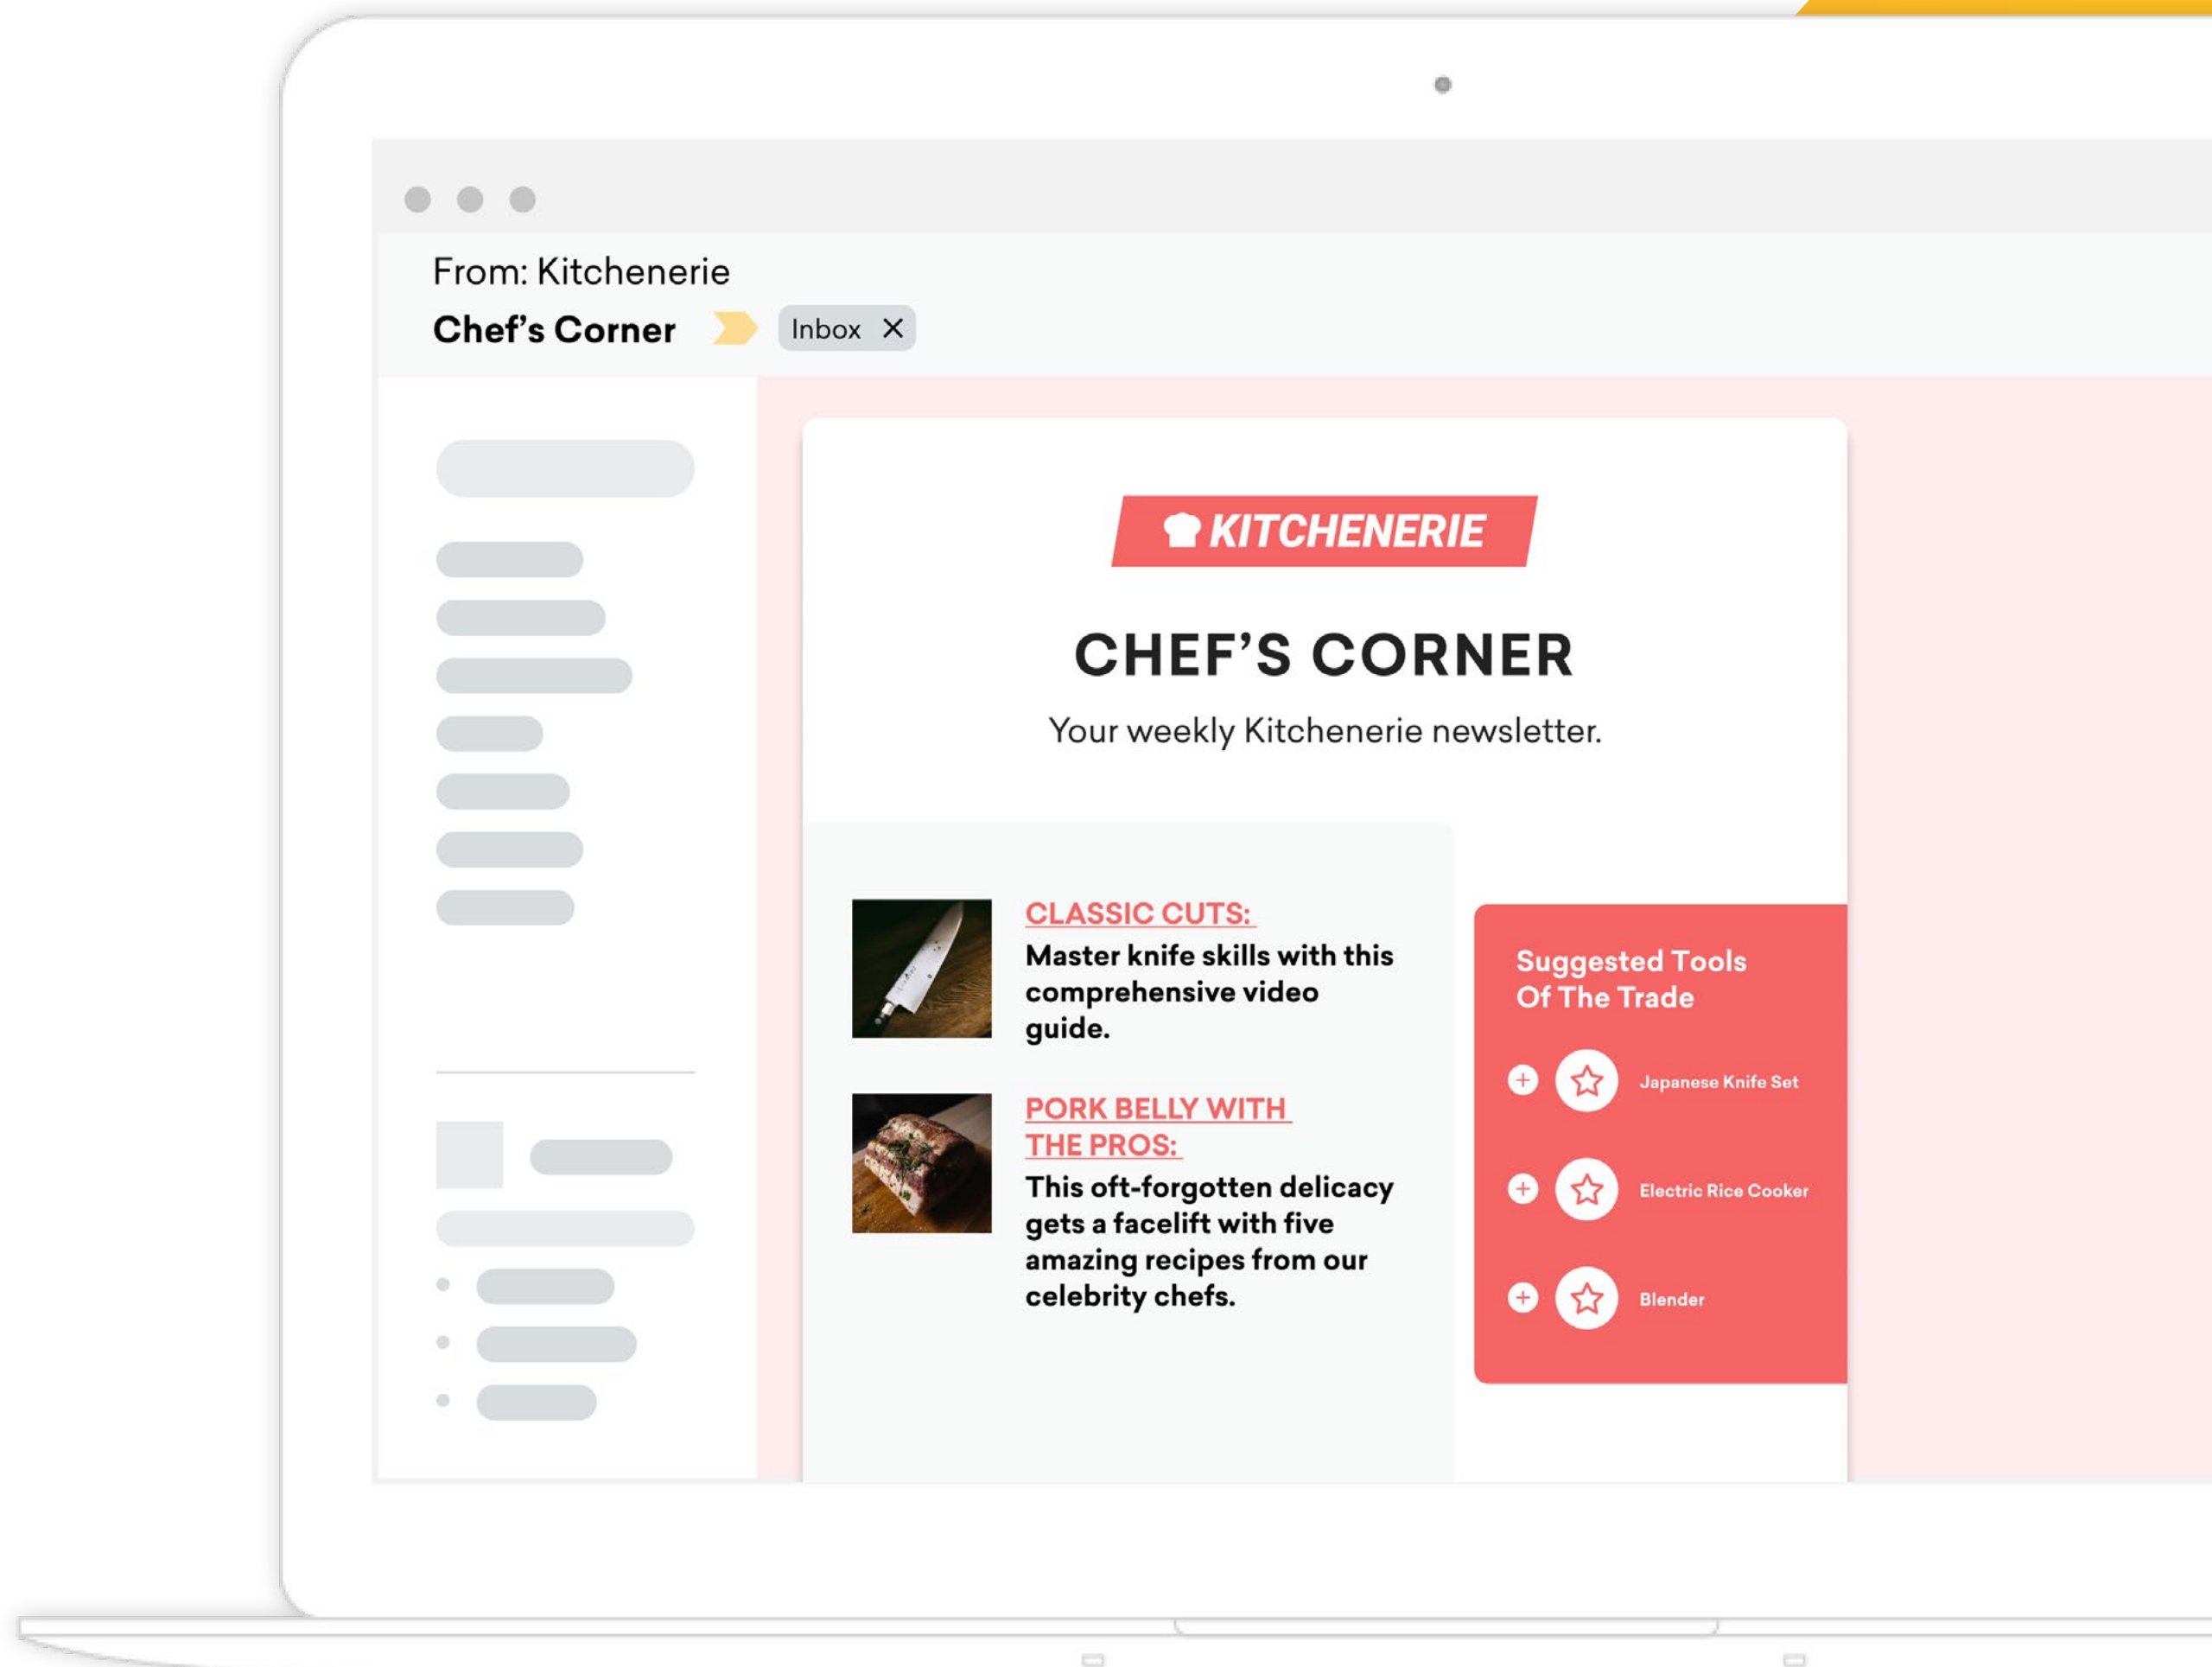 From: Kitchenerie
Chef’s Corner
Inbox
KITCHENERIE
CHEF’S CORNER
Your weekly Kitchenerie newsletter.
CLASSIC CUTS:
Master knife skills with this
comprehensive video
guide.
PORK BELLY WITH
THE PROS:
This oft-forgotten delicacy
gets a facelift with five
amazing recipes from our
celebrity chefs.
Suggested Tools
Of The Trade
Japanese Knife Set
Electric Rice Cooker
Blender